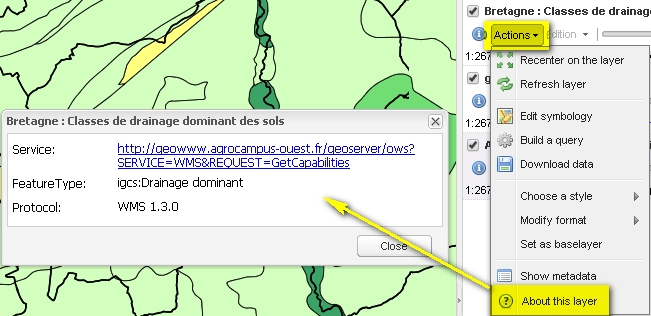 Bretagne : Classes de drainage
Actions
Edition
1:267
Recenter on the layer
Refresh layer
Edit symbology
Build a query
Download data
Choose a style
Modify format
Set as baselayer
Show metadata
About this layer
g
1:267
A
1:267
Bretagne : Classes de drainage dominant des sols
Service: http://geowww.agrocampus-ouest.fr/geoserver/ows?
SERVICE=WMS&REQUEST=GetCapabilities
FeatureType: igcs:Drainage dominant
Protocol: WMS 1.3.0
Close